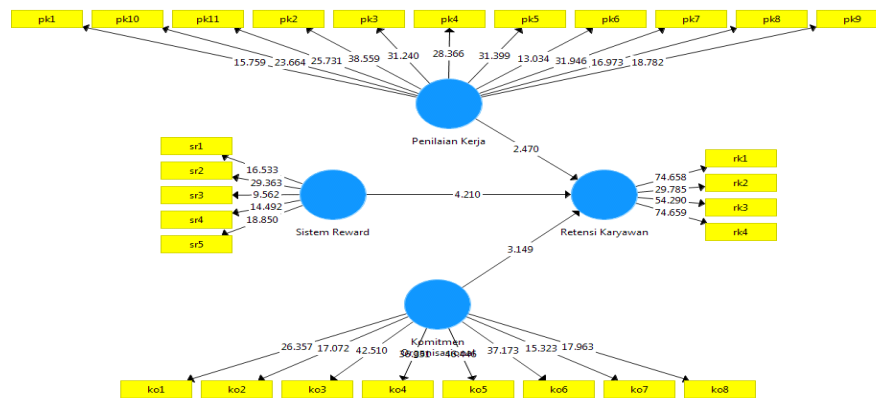 pk1 pk10 pk11 pk2 pk3 pk4 pk5 pk6 pk7 pk8 pk9
15.759 23.664 25.731 38.559 31.240 28.366 31.399 13.034 31.946 16.973 18.782
Penilaian Kerja
2.470
sr1
sr2
sr3
sr4
sr5
16.533
29.363
9.562
14.492
18.850
Sistem Reward
4.210
rk1
rk2
rk3
rk4
74.658
29.785
54.290
74.659
Retensi Karyawan
3.149
Komitmen
Organisasional
26.357 17.072 42.510 37.173 15.323 17.963
ko1 ko2 ko3 ko4 ko5 ko6 ko7 ko8